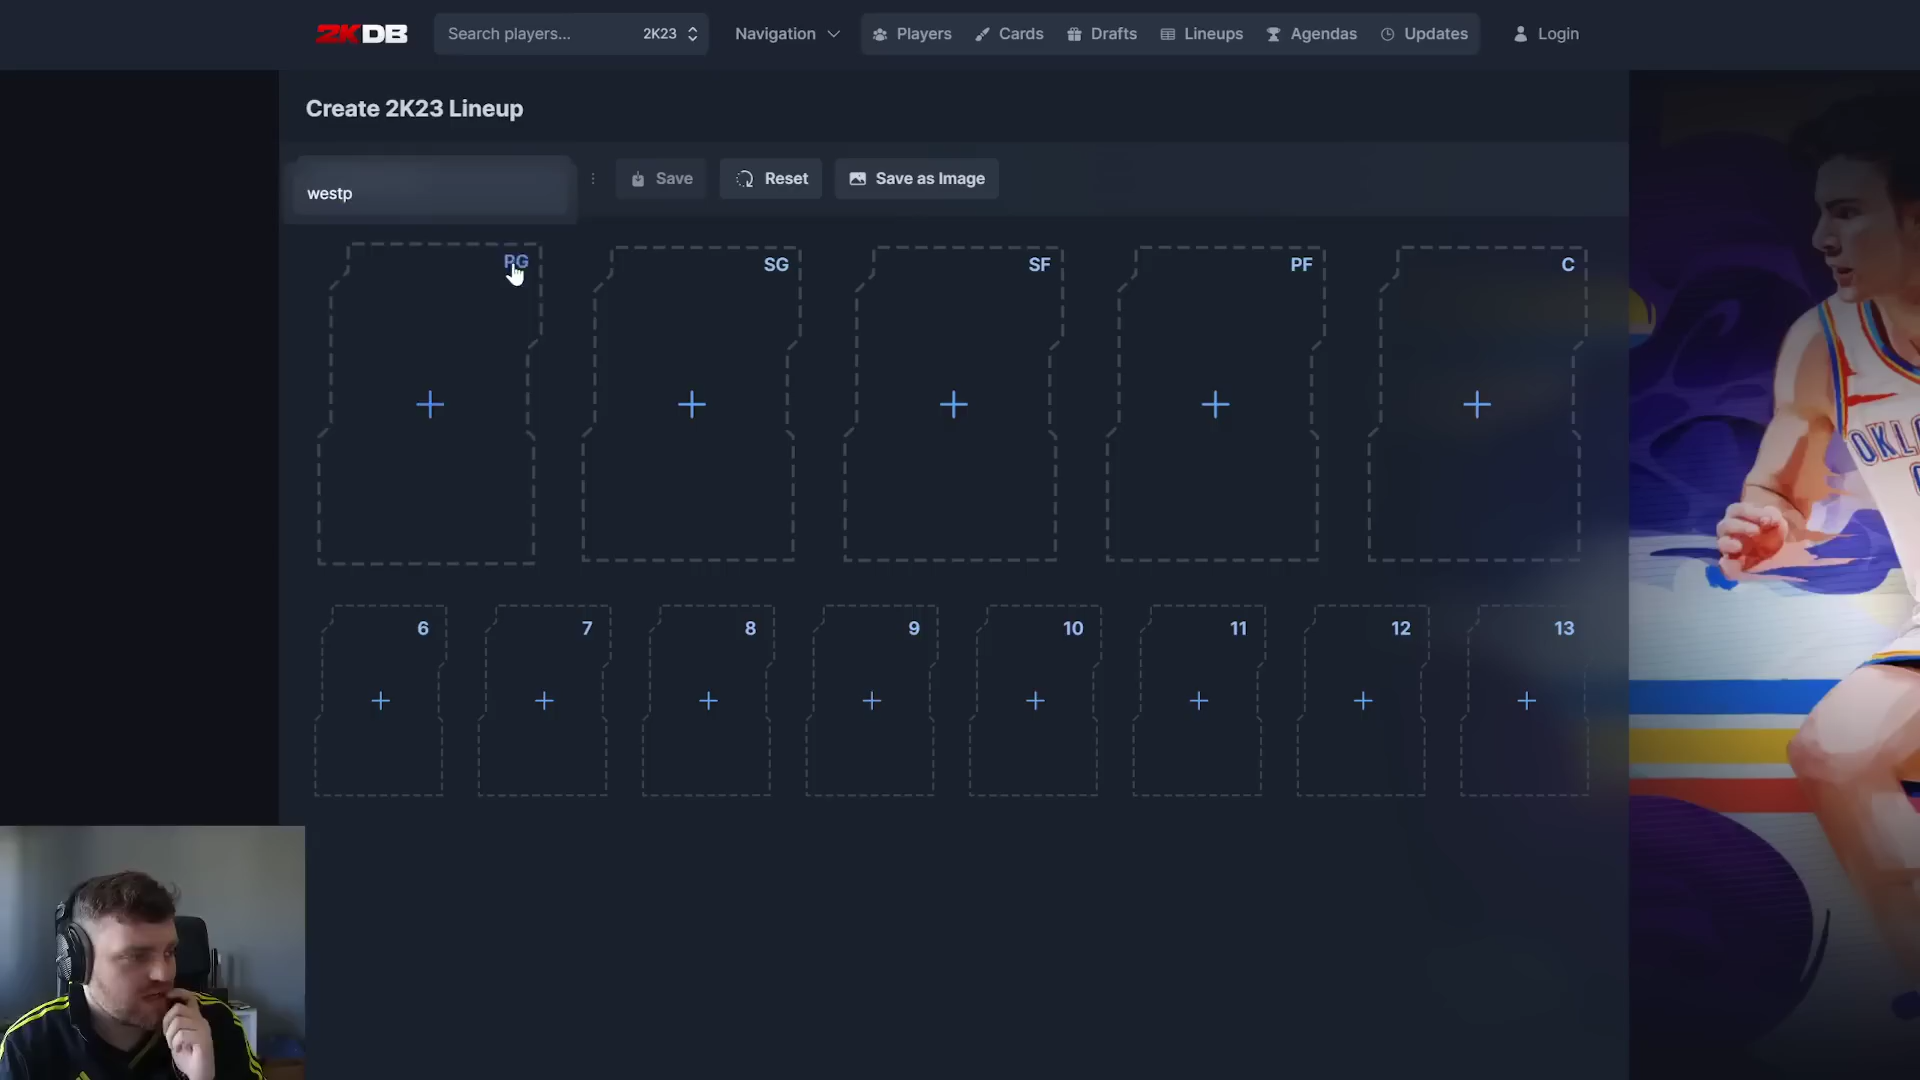 2KDB
Search players...
2K23
Navigation
Players
Cards
Drafts
Lineups
Agendas
Updates
Login
Create 2K23 Lineup
westp
Save
Reset
Save as Image
PG
SG
SF
PF
C
6
7
8
9
10
11
12
13
OKL